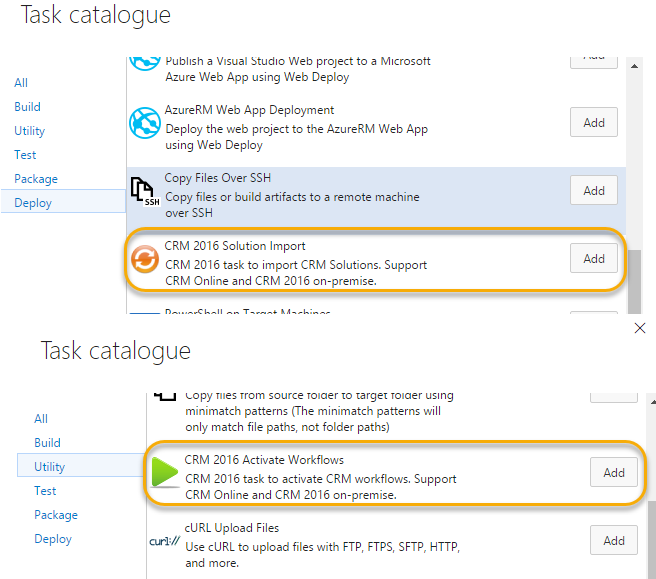 Task catalogue
Publish a Visual Studio Web project to a Microsoft
Azure Web App using Web Deploy
Add
All
Build
Utility
Test
Package
Deploy
AzureRM Web App Deployment
Deploy the web project to the AzureRM Web App
using Web Deploy
Add
SSH
Copy Files Over SSH
Copy files or build artifacts to a remote machine
over SSH
Add
CRM 2016 Solution Import
CRM 2016 task to import CRM Solutions. Support
CRM Online and CRM 2016 on-premise.
Add
PowerShell on Target Machines
Task catalogue
Copy files from source folder to target folder using
minimatch patterns (The minimatch patterns will
only match file paths, not folder paths)
All
Build
Utility
Test
Package
Deploy
CRM 2016 Activate Workflows
CRM 2016 task to activate CRM workflows. Support
CRM Online and CRM 2016 on-premise.
Add
curl://
cURL Upload Files
Use cURL to upload files with FTP, FTPS, SFTP, HTTP,
and more.
Add